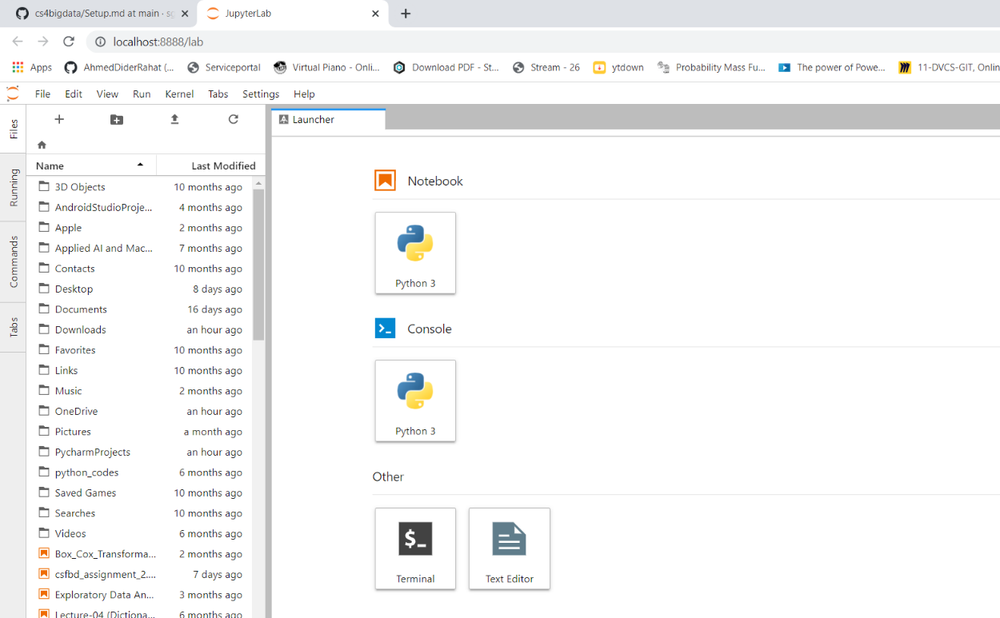 cs4bigdata/Setup.md at main · sg
JupyterLab
localhost:8888/lab
Apps AhmedDiderRahat (... Serviceportal Virtual Piano - Onli... Download PDF - St... Stream - 26 ytdown Probability Mass Fu... The power of Powe... 11-DVCS-GIT, Onlin
File Edit View Run Kernel Tabs Settings Help
Files
Running
Commands
Tabs
Name Last Modified
3D Objects 10 months ago
AndroidStudioProje... 4 months ago
Apple 2 months ago
Applied AI and Mac... 7 months ago
Contacts 10 months ago
Desktop 8 days ago
Documents 16 days ago
Downloads an hour ago
Favorites 10 months ago
Links 10 months ago
Music 2 months ago
OneDrive an hour ago
Pictures a month ago
PycharmProjects an hour ago
python_codes 6 months ago
Saved Games 10 months ago
Searches 10 months ago
Videos 6 months ago
Box_Cox_Transforma... 2 months ago
csfbd_assignment_2.... 7 days ago
Exploratory Data An... 3 months ago
Lecture-04 (Dictiona... 6 months ago
Launcher
Notebook
Python 3
Console
Python 3
Other
$_
Terminal
Text Editor